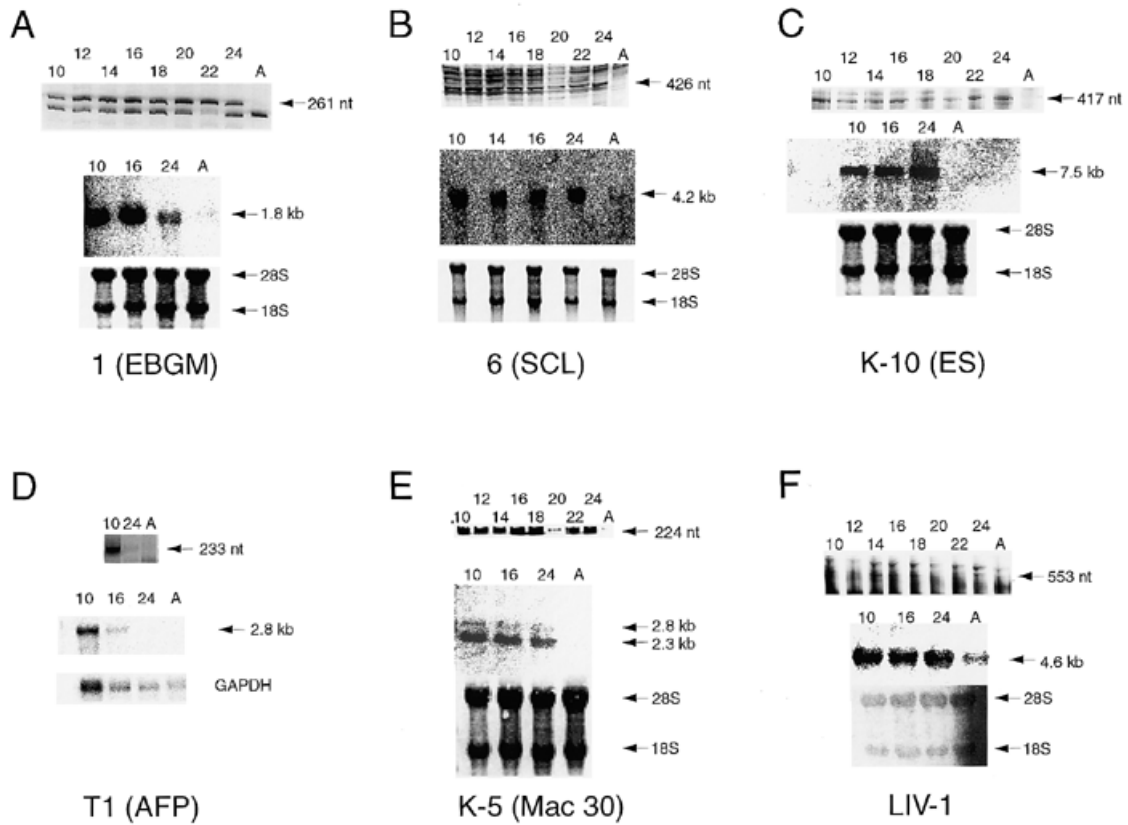 A
12 16 20 24
10 14 18 22 A
261 nt
10 16 24 A
1.8 kb
28S
18S
1 (EBGM)
B
12 16 20 24
10 14 18 22 A
426 nt
10 14 16 24 A
4.2 kb
28S
18S
6 (SCL)
C
12 16 20 24
10 14 18 22 A
417 nt
10 16 24 A
7.5 kb
28S
18S
K-10 (ES)
D
10 24 A
233 nt
10 16 24 A
2.8 kb
GAPDH
T1 (AFP)
E
12 16 20 24
10 14 18 22 A
224 nt
10 16 24 A
2.8 kb
2.3 kb
28S
18S
K-5 (Mac 30)
F
12 16 20 24
10 14 18 22 A
553 nt
10 16 24 A
4.6 kb
28S
18S
LIV-1